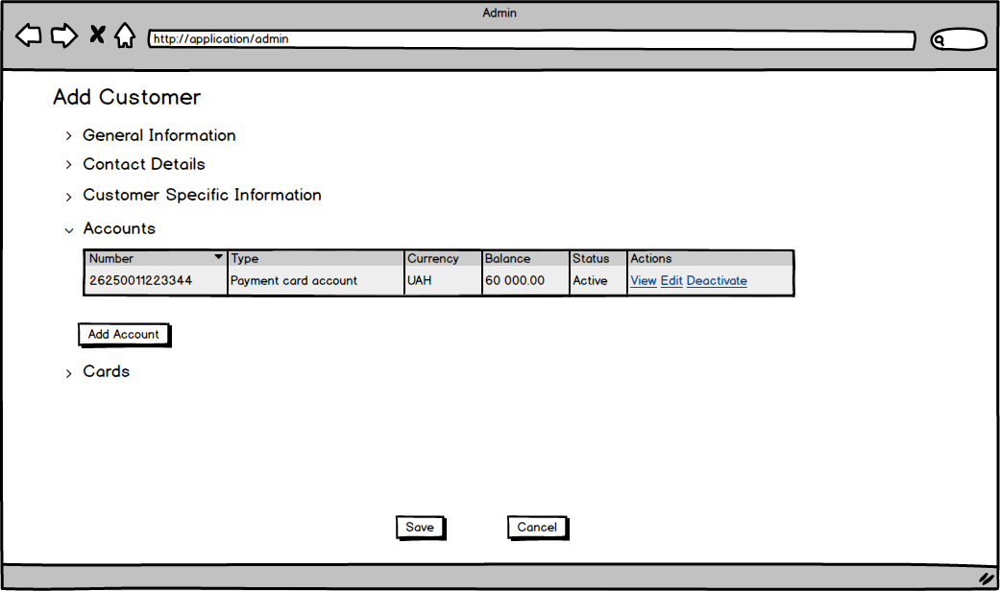 Admin
http://application/admin
Add Customer
General Information
Contact Details
Customer Specific Information
Accounts
Number Type Currency Balance Status Actions
26250011223344 Payment card account UAH 60 000.00 Active View Edit Deactivate
Add Account
Cards
Save Cancel